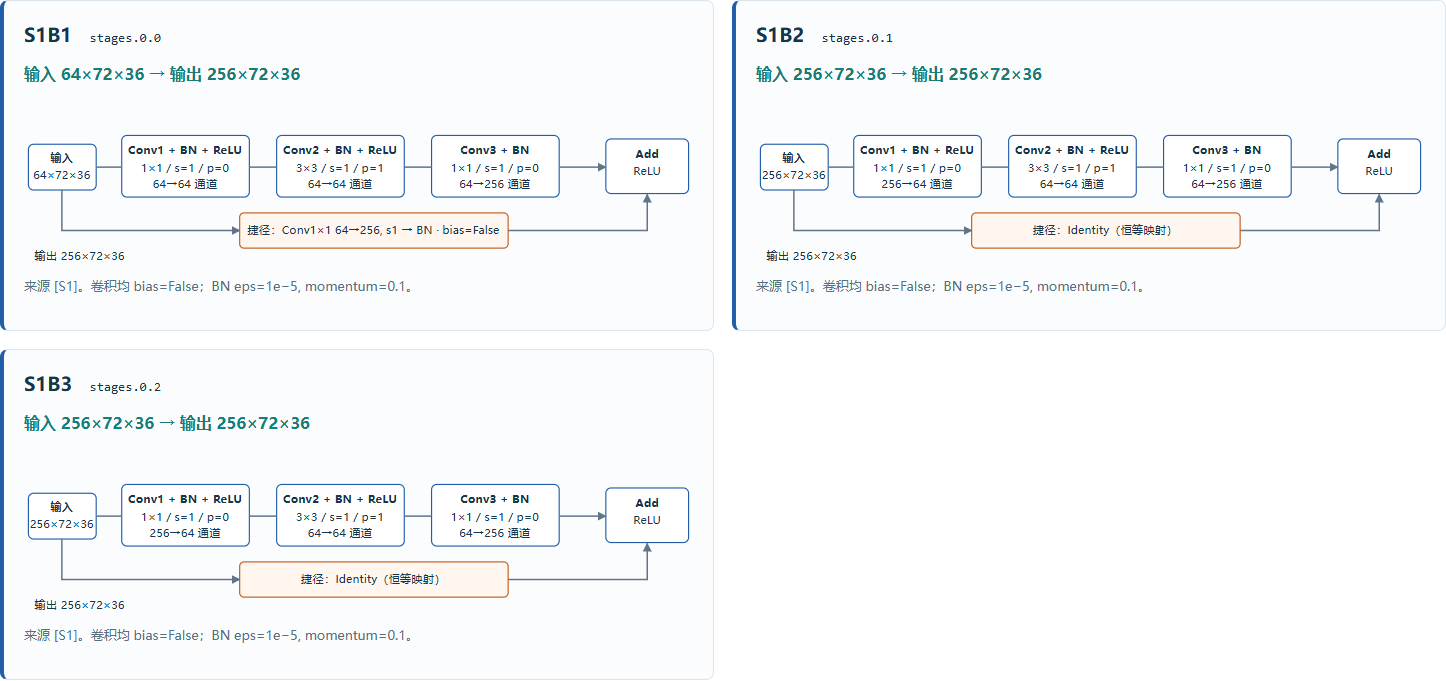 S1B1 stages.0.0
输入 64×72×36 → 输出 256×72×36
输入
64×72×36
Conv1 + BN + ReLU
1×1 / s=1 / p=0
64→64 通道
Conv2 + BN + ReLU
3×3 / s=1 / p=1
64→64 通道
Conv3 + BN
1×1 / s=1 / p=0
64→256 通道
Add
ReLU
捷径：Conv1×1 64→256, s1 → BN · bias=False
输出 256×72×36
来源 [S1]。卷积均 bias=False；BN eps=1e−5, momentum=0.1。
S1B2 stages.0.1
输入 256×72×36 → 输出 256×72×36
输入
256×72×36
Conv1 + BN + ReLU
1×1 / s=1 / p=0
256→64 通道
Conv2 + BN + ReLU
3×3 / s=1 / p=1
64→64 通道
Conv3 + BN
1×1 / s=1 / p=0
64→256 通道
Add
ReLU
捷径：Identity（恒等映射）
输出 256×72×36
来源 [S1]。卷积均 bias=False；BN eps=1e−5, momentum=0.1。
S1B3 stages.0.2
输入 256×72×36 → 输出 256×72×36
输入
256×72×36
Conv1 + BN + ReLU
1×1 / s=1 / p=0
256→64 通道
Conv2 + BN + ReLU
3×3 / s=1 / p=1
64→64 通道
Conv3 + BN
1×1 / s=1 / p=0
64→256 通道
Add
ReLU
捷径：Identity（恒等映射）
输出 256×72×36
来源 [S1]。卷积均 bias=False；BN eps=1e−5, momentum=0.1。